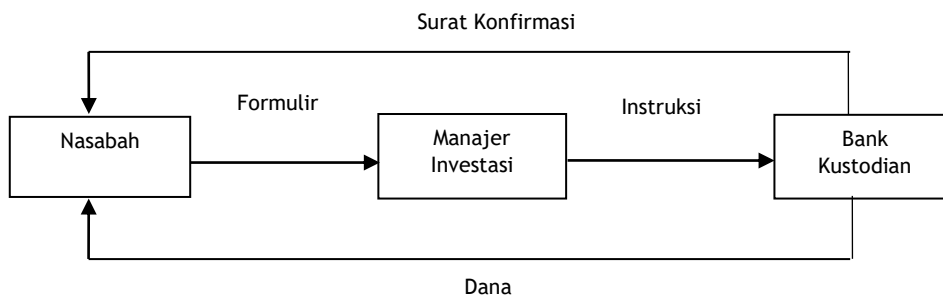 Surat Konfirmasi
Formulir
Instruksi
Nasabah
Manajer
Investasi
Bank
Kustodian
Dana